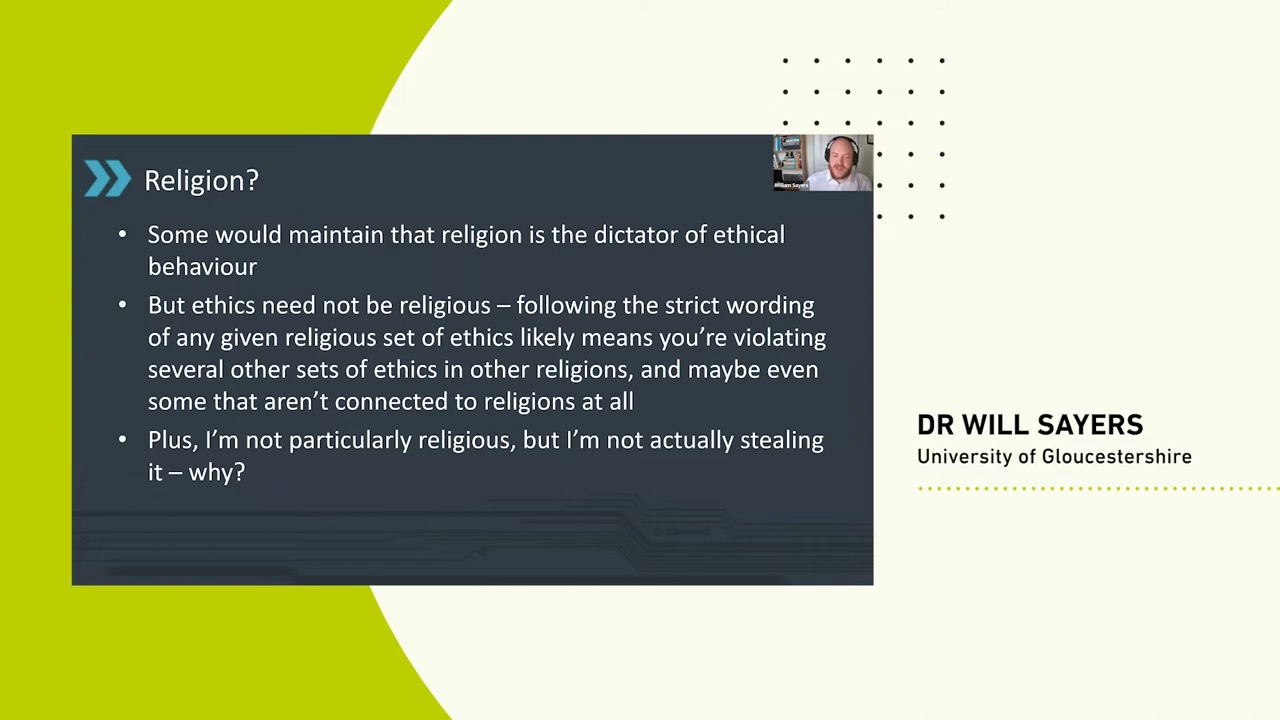 Religion?
William Sayers
• Some would maintain that religion is the dictator of ethical
behaviour
• But ethics need not be religious – following the strict wording
of any given religious set of ethics likely means you’re violating
several other sets of ethics in other religions, and maybe even
some that aren’t connected to religions at all
• Plus, I’m not particularly religious, but I’m not actually stealing
it – why?
DR WILL SAYERS
University of Gloucestershire